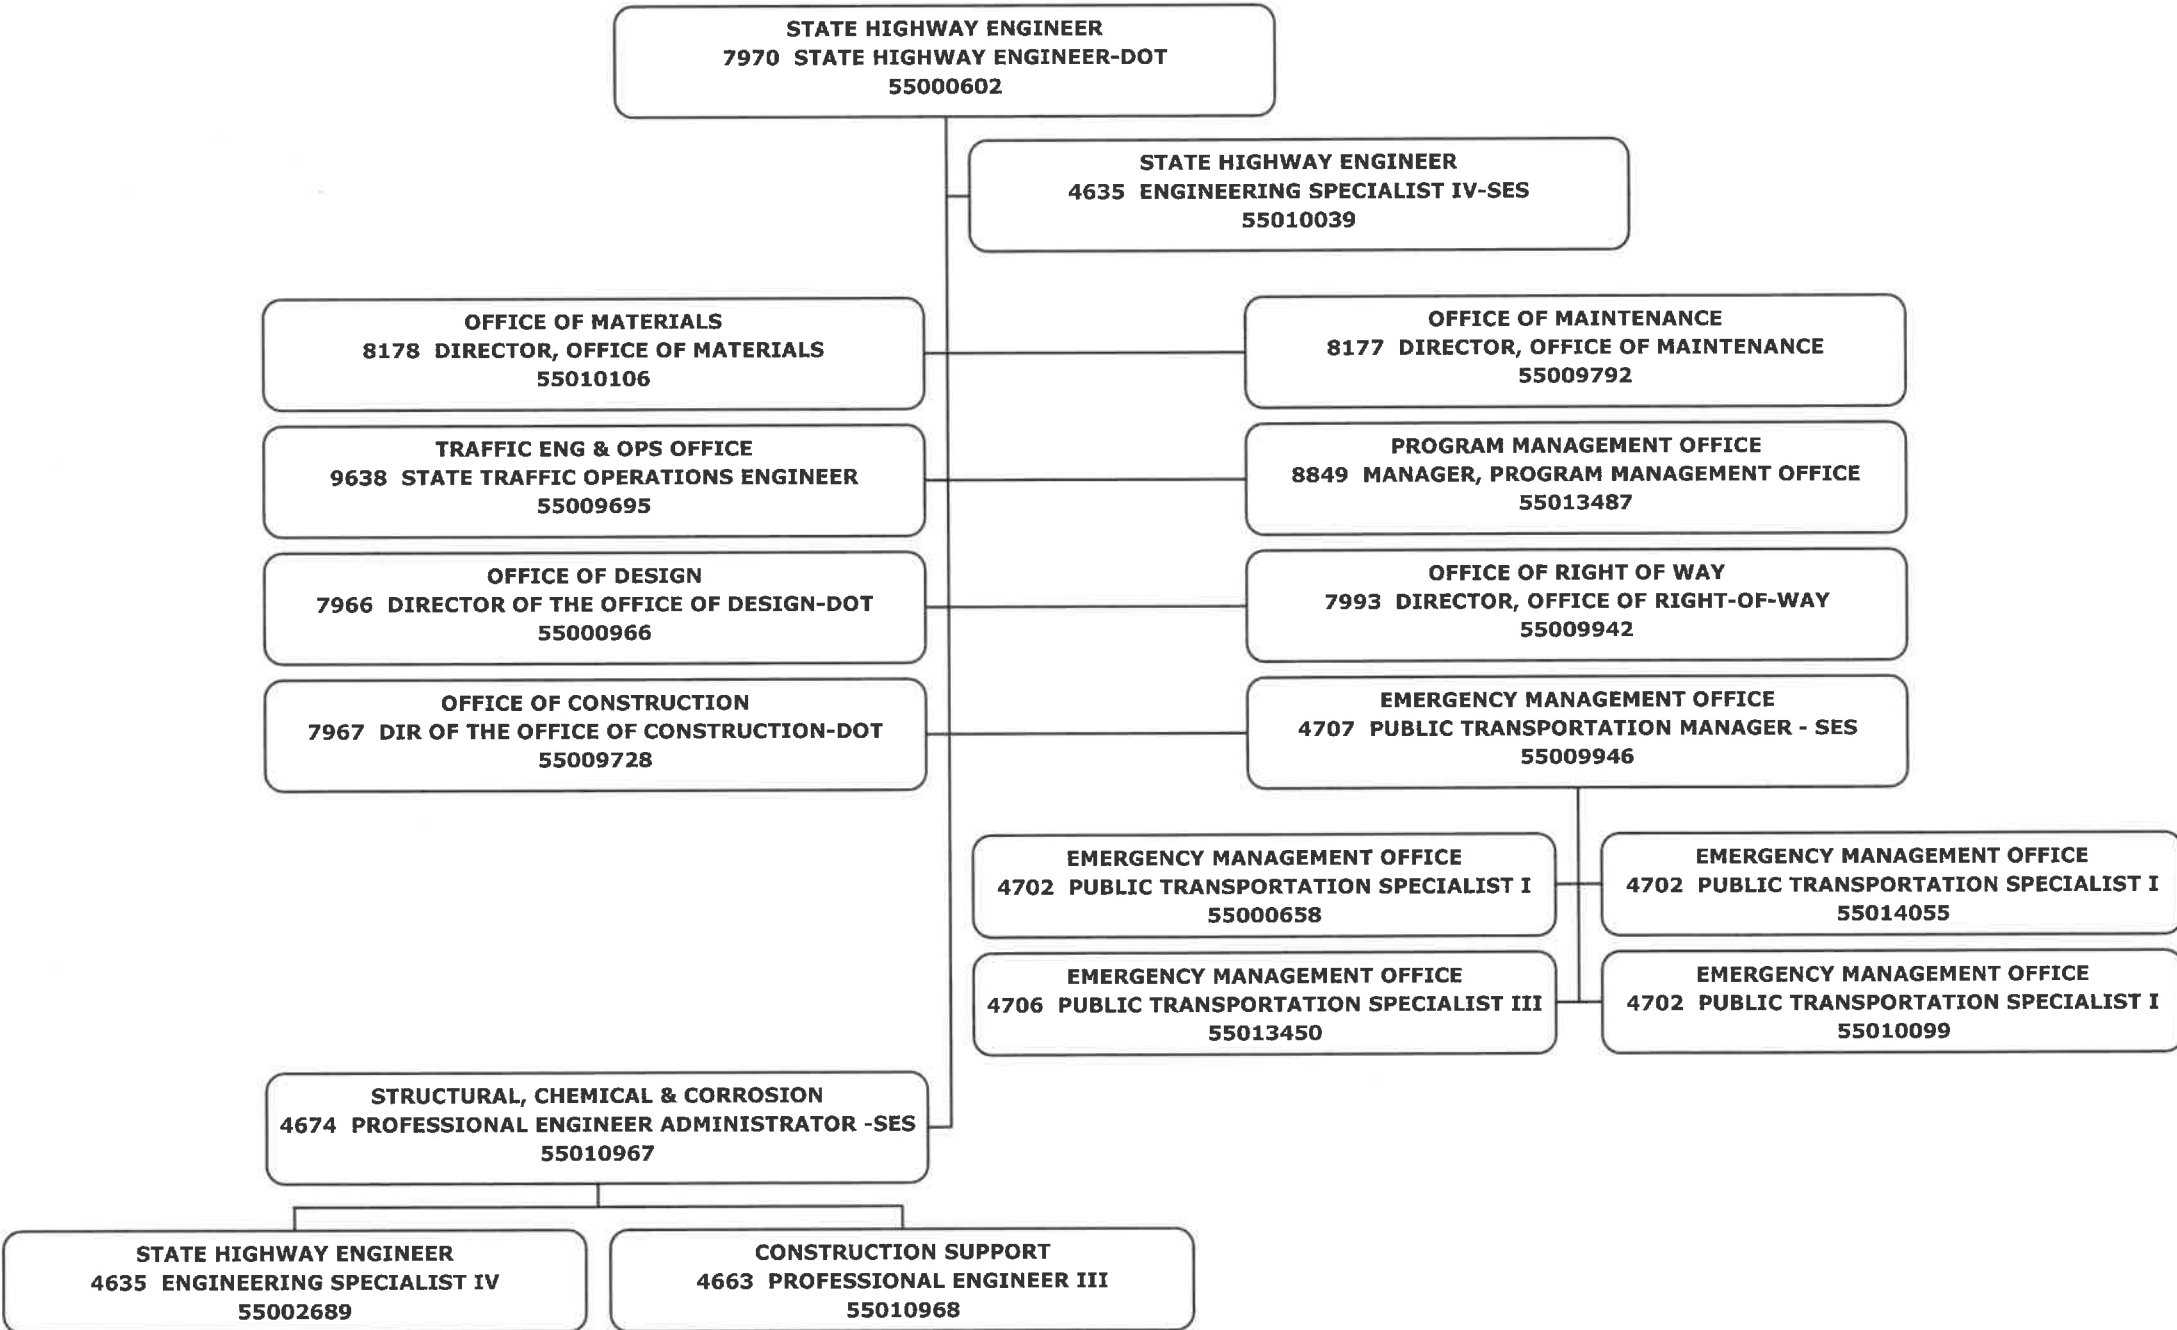 STATE HIGHWAY ENGINEER
7970 STATE HIGHWAY ENGINEER-DOT
55000602
STATE HIGHWAY ENGINEER
4635 ENGINEERING SPECIALIST IV-SES
55010039
OFFICE OF MATERIALS
8178 DIRECTOR, OFFICE OF MATERIALS
55010106
OFFICE OF MAINTENANCE
8177 DIRECTOR, OFFICE OF MAINTENANCE
55009792
TRAFFIC ENG & OPS OFFICE
9638 STATE TRAFFIC OPERATIONS ENGINEER
55009695
PROGRAM MANAGEMENT OFFICE
8849 MANAGER, PROGRAM MANAGEMENT OFFICE
55013487
OFFICE OF DESIGN
7966 DIRECTOR OF THE OFFICE OF DESIGN-DOT
55000966
OFFICE OF RIGHT OF WAY
7993 DIRECTOR, OFFICE OF RIGHT-OF-WAY
55009942
OFFICE OF CONSTRUCTION
7967 DIR OF THE OFFICE OF CONSTRUCTION-DOT
55009728
EMERGENCY MANAGEMENT OFFICE
4707 PUBLIC TRANSPORTATION MANAGER - SES
55009946
EMERGENCY MANAGEMENT OFFICE
4702 PUBLIC TRANSPORTATION SPECIALIST I
55000658
EMERGENCY MANAGEMENT OFFICE
4702 PUBLIC TRANSPORTATION SPECIALIST I
55014055
EMERGENCY MANAGEMENT OFFICE
4706 PUBLIC TRANSPORTATION SPECIALIST III
55013450
EMERGENCY MANAGEMENT OFFICE
4702 PUBLIC TRANSPORTATION SPECIALIST I
55010099
STRUCTURAL, CHEMICAL & CORROSION
4674 PROFESSIONAL ENGINEER ADMINISTRATOR -SES
55010967
STATE HIGHWAY ENGINEER
4635 ENGINEERING SPECIALIST IV
55002689
CONSTRUCTION SUPPORT
4663 PROFESSIONAL ENGINEER III
55010968